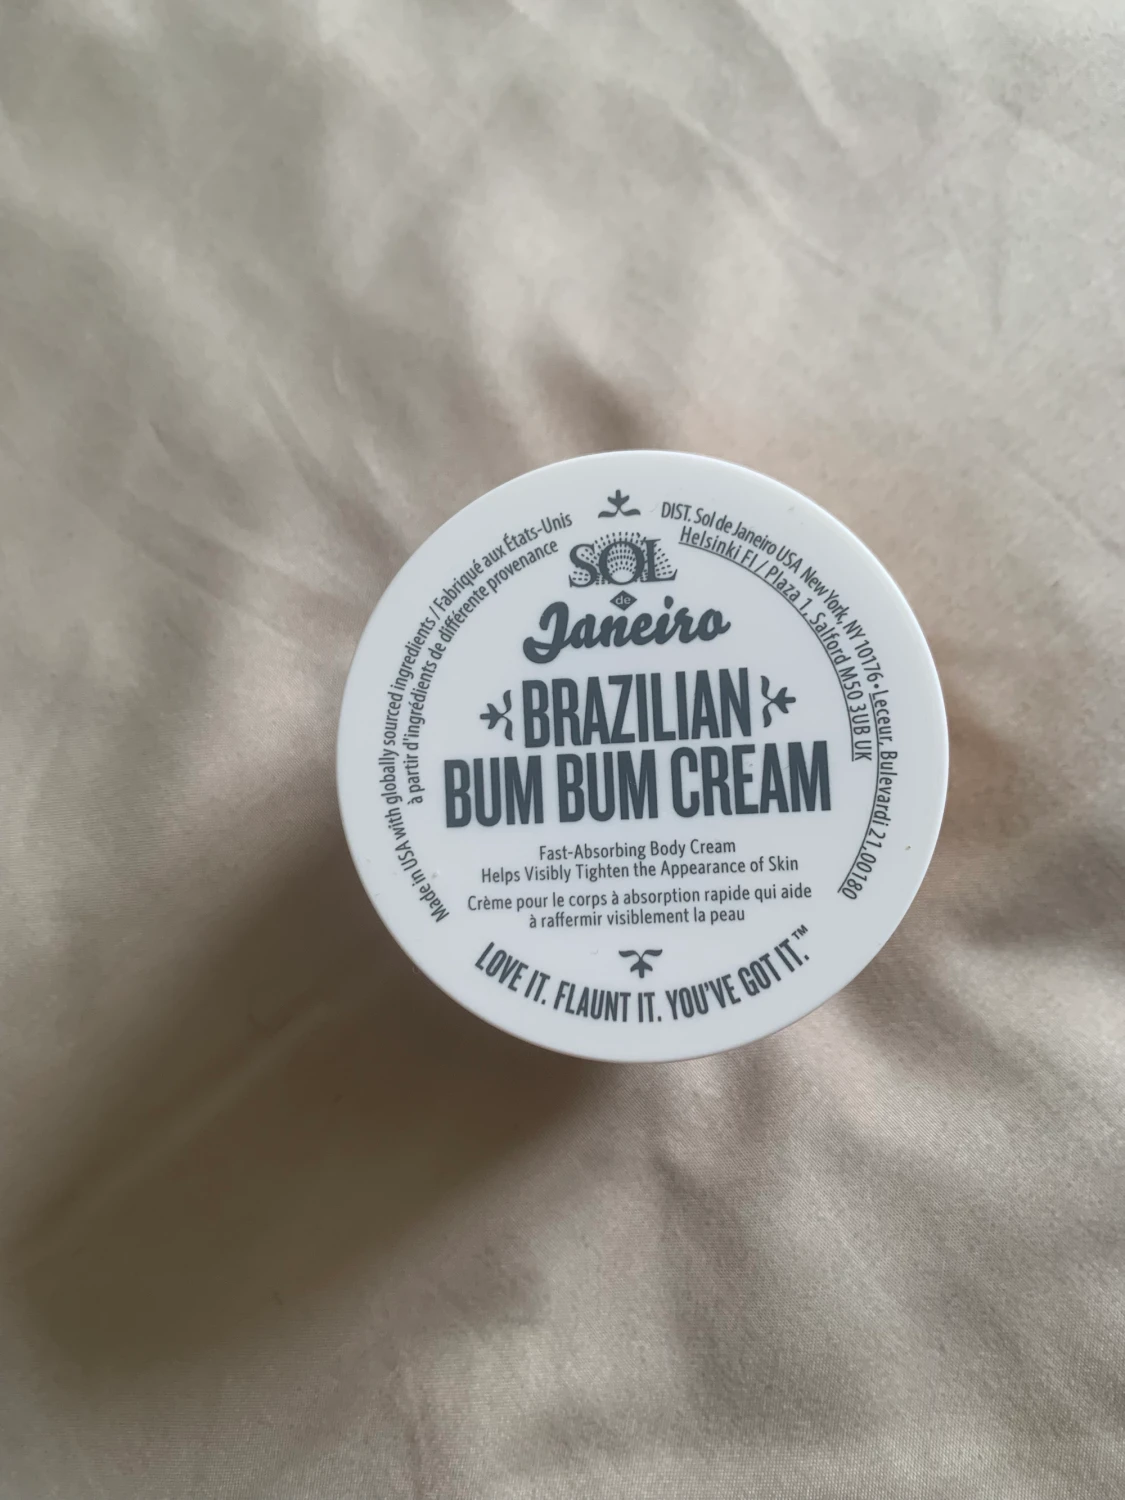 SOL
de
Janeiro
BRAZILIAN
BUM BUM CREAM
Fast-Absorbing Body Cream
Helps Visibly Tighten the Appearance of Skin
Crème pour le corps à absorption rapide qui aide
à raffermir visiblement la peau
LOVE IT. FLAUNT IT. YOU'VE GOT IT.™
Made in USA with globally sourced ingredients / Fabriqué aux États-Unis
à partir d'ingrédients de différente provenance
DIST. Sol de Janeiro USA New York, NY 10176 • Leceur, Bulevardi 21,00180
Helsinki FI / Plaza 1, Salford M50 3UB UK